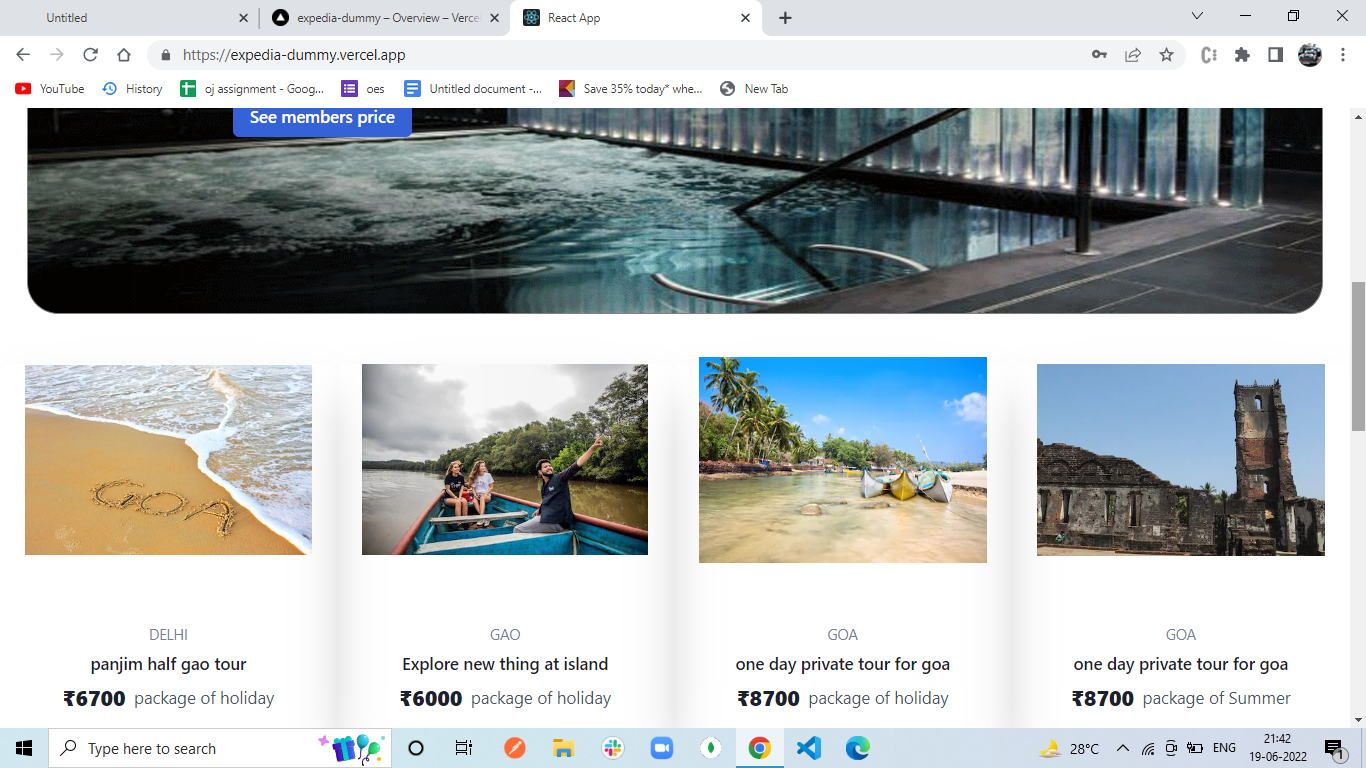 Untitled
expedia-dummy – Overview – Vercel
React App
https://expedia-dummy.vercel.app
YouTube
History
oj assignment - Goog...
oes
Untitled document -...
Save 35% today* whe...
New Tab
See members price
GOA
DELHI
panjim half gao tour
₹6700 package of holiday
GAO
Explore new thing at island
₹6000 package of holiday
GOA
one day private tour for goa
₹8700 package of holiday
GOA
one day private tour for goa
₹8700 package of Summer
Type here to search
28°C
ENG
21:42
19-06-2022
1